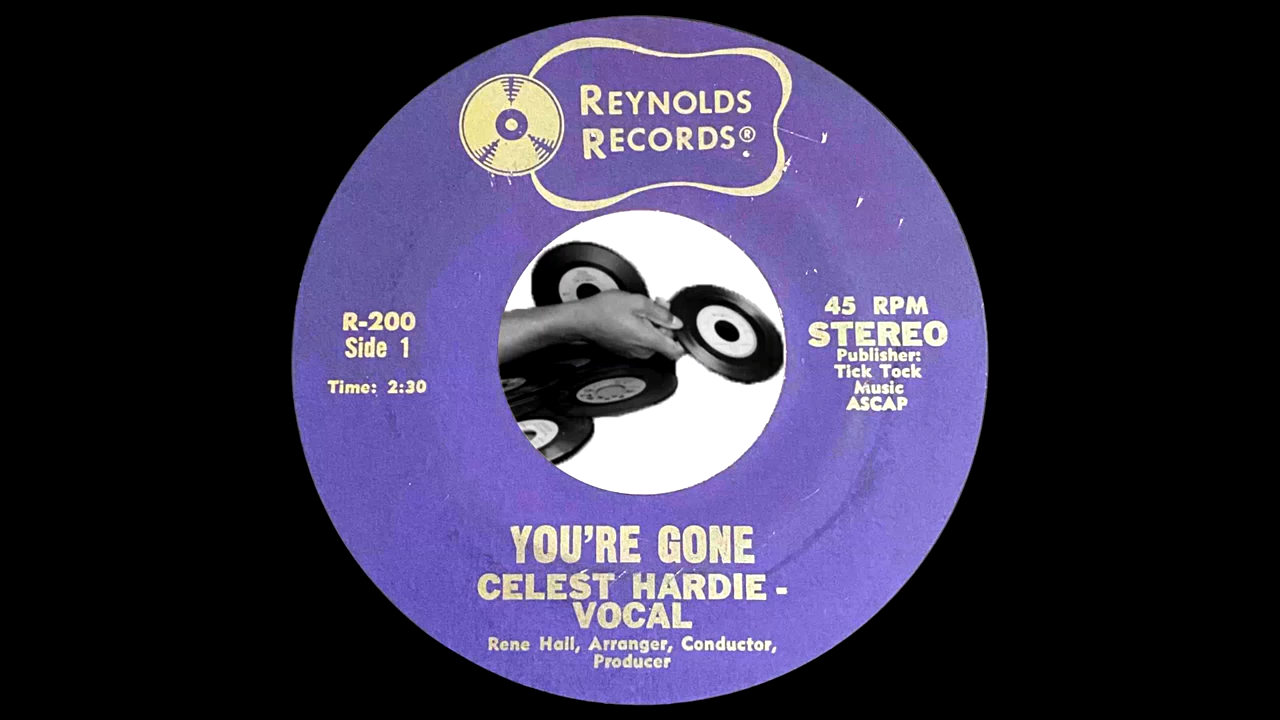 REYNOLDS
RECORDS®
R-200
Side 1
Time: 2:30
45 RPM
STEREO
Publisher:
Tick Tock
Music
ASCAP
YOU'RE GONE
CELEST HARDIE -
VOCAL
Rene Hall, Arranger, Conductor,
Producer